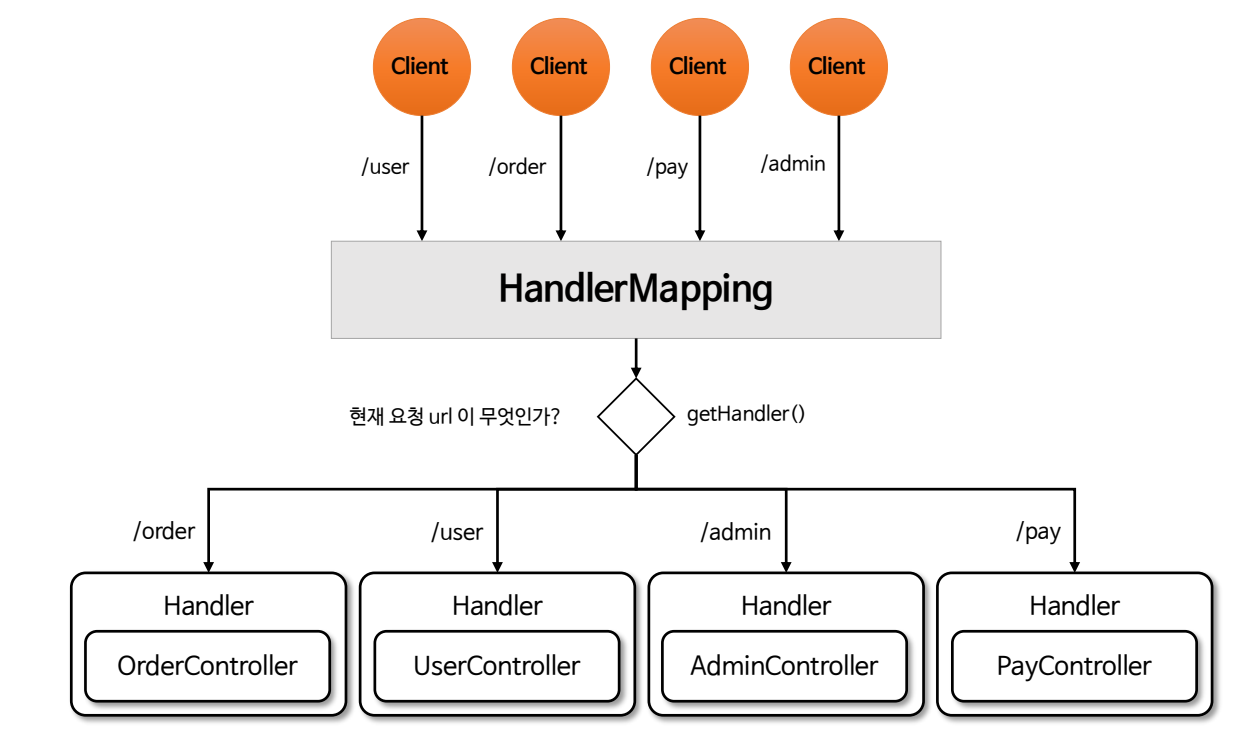 Client
Client
Client
Client
/user
/order
/pay
/admin
HandlerMapping
현재 요청 url 이 무엇인가?
getHandler()
/order
/user
/admin
/pay
Handler
Handler
Handler
Handler
OrderController
UserController
AdminController
PayController